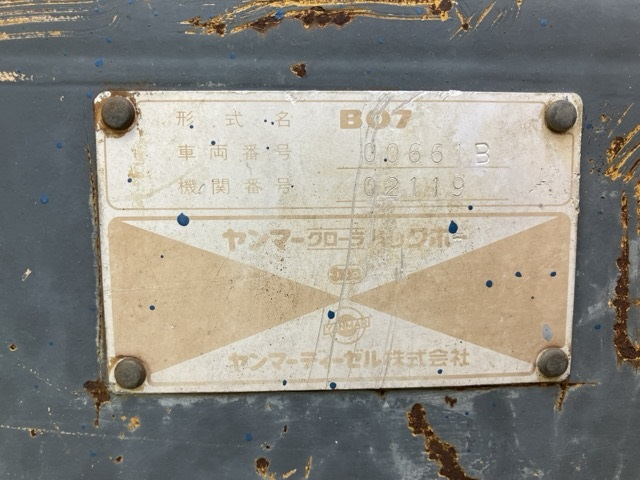 形式名 B07
車両番号 00661B
機関番号 02119
ヤンマークローラバックホー
YANMAR
ヤンマーディーゼル株式会社